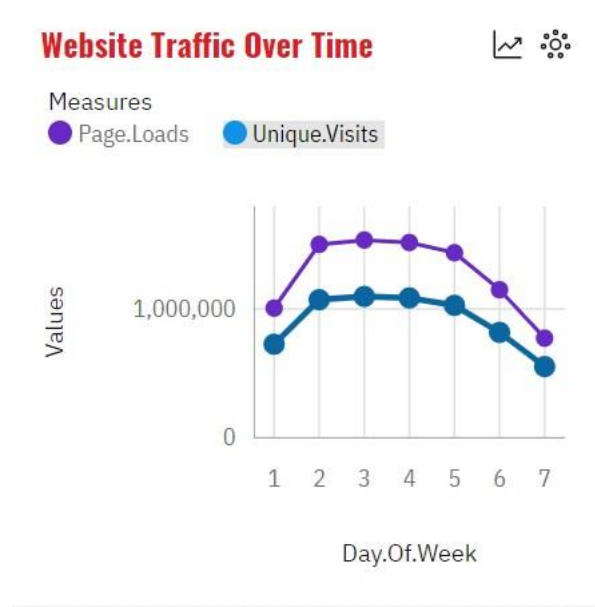 Website Traffic Over Time
Measures
Page.Loads Unique.Visits
Values
1,000,000
0
1 2 3 4 5 6 7
Day.Of.Week